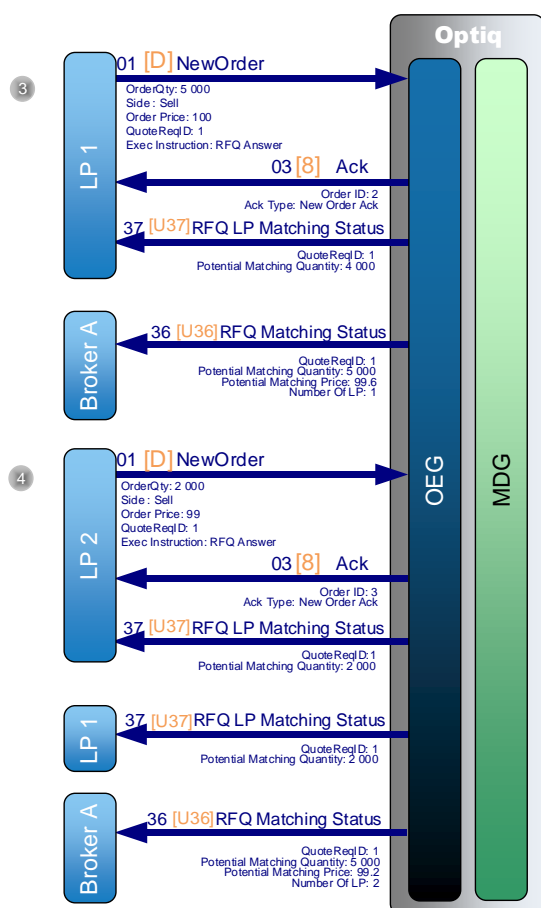 Optiq
3
LP 1
01 [D] NewOrder
OrderQty: 5 000
Side : Sell
Order Price: 100
QuoteReqID: 1
Exec Instruction: RFQ Answer
03 [8] Ack
Order ID: 2
Ack Type: New Order Ack
37 [U37] RFQ LP Matching Status
QuoteReqID: 1
Potential Matching Quantity: 4 000
Broker A
36 [U36] RFQ Matching Status
QuoteReqID: 1
Potential Matching Quantity: 5 000
Potential Matching Price: 99.6
Number Of LP: 1
4
LP 2
01 [D] NewOrder
OrderQty: 2 000
Side : Sell
Order Price: 99
QuoteReqID: 1
Exec Instruction: RFQ Answer
03 [8] Ack
Order ID: 3
Ack Type: New Order Ack
37 [U37] RFQ LP Matching Status
QuoteReqID:1
Potential Matching Quantity: 2 000
LP 1
37 [U37] RFQ LP Matching Status
QuoteReqID: 1
Potential Matching Quantity: 2 000
Broker A
36 [U36] RFQ Matching Status
QuoteReqID: 1
Potential Matching Quantity: 5 000
Potential Matching Price: 99.2
Number Of LP: 2
OEG
MDG